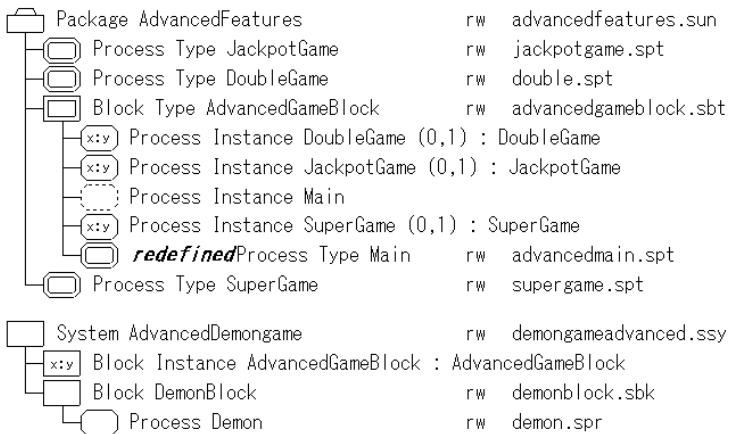 Package AdvancedFeatures rw advancedfeatures.sun
Process Type JackpotGame rw jackpotgame.spt
Process Type DoubleGame rw double.spt
Block Type AdvancedGameBlock rw advancedgameblock.sbt
x:y Process Instance DoubleGame (0,1) : DoubleGame
x:y Process Instance JackpotGame (0,1) : JackpotGame
Process Instance Main
x:y Process Instance SuperGame (0,1) : SuperGame
redefinedProcess Type Main rw advancedmain.spt
Process Type SuperGame rw supergame.spt
System AdvancedDemongame rw demongameadvanced.ssy
x:y Block Instance AdvancedGameBlock : AdvancedGameBlock
Block DemonBlock rw demonblock.sbk
Process Demon rw demon.spr